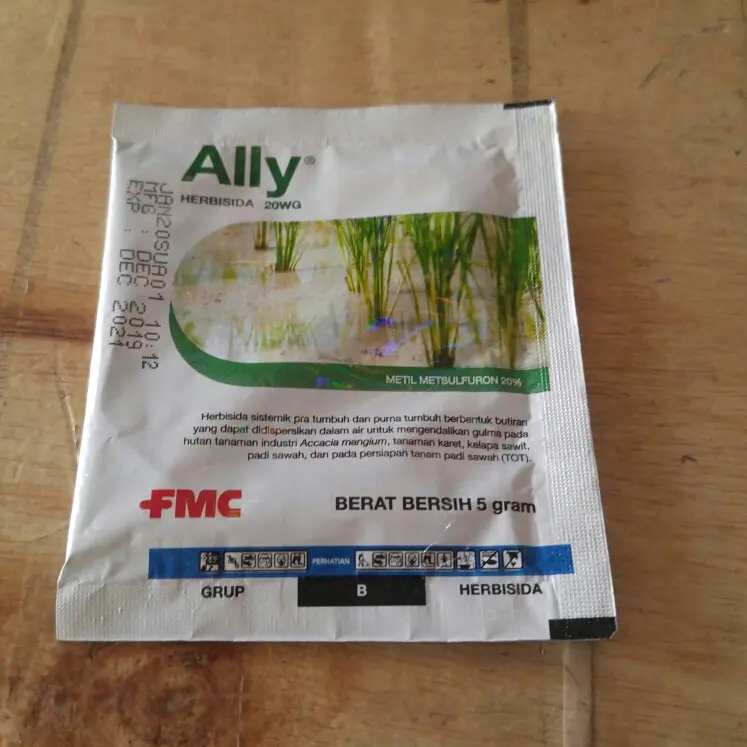 Ally®
HERBISIDA 20WG
JAN20SUA01 10:12
MFG : DEC 2019
EXP : DEC 2021
METIL METSULFURON 20%
Herbisida sistemik pra tumbuh dan purna tumbuh berbentuk butiran
yang dapat didispersikan dalam air untuk mengendalikan gulma pada
hutan tanaman industri Accacia mangium, tanaman karet, kelapa sawit,
padi sawah, dan pada persiapan tanam padi sawah (TOT).
FMC
BERAT BERSIH 5 gram
PERHATIAN
GRUP B HERBISIDA